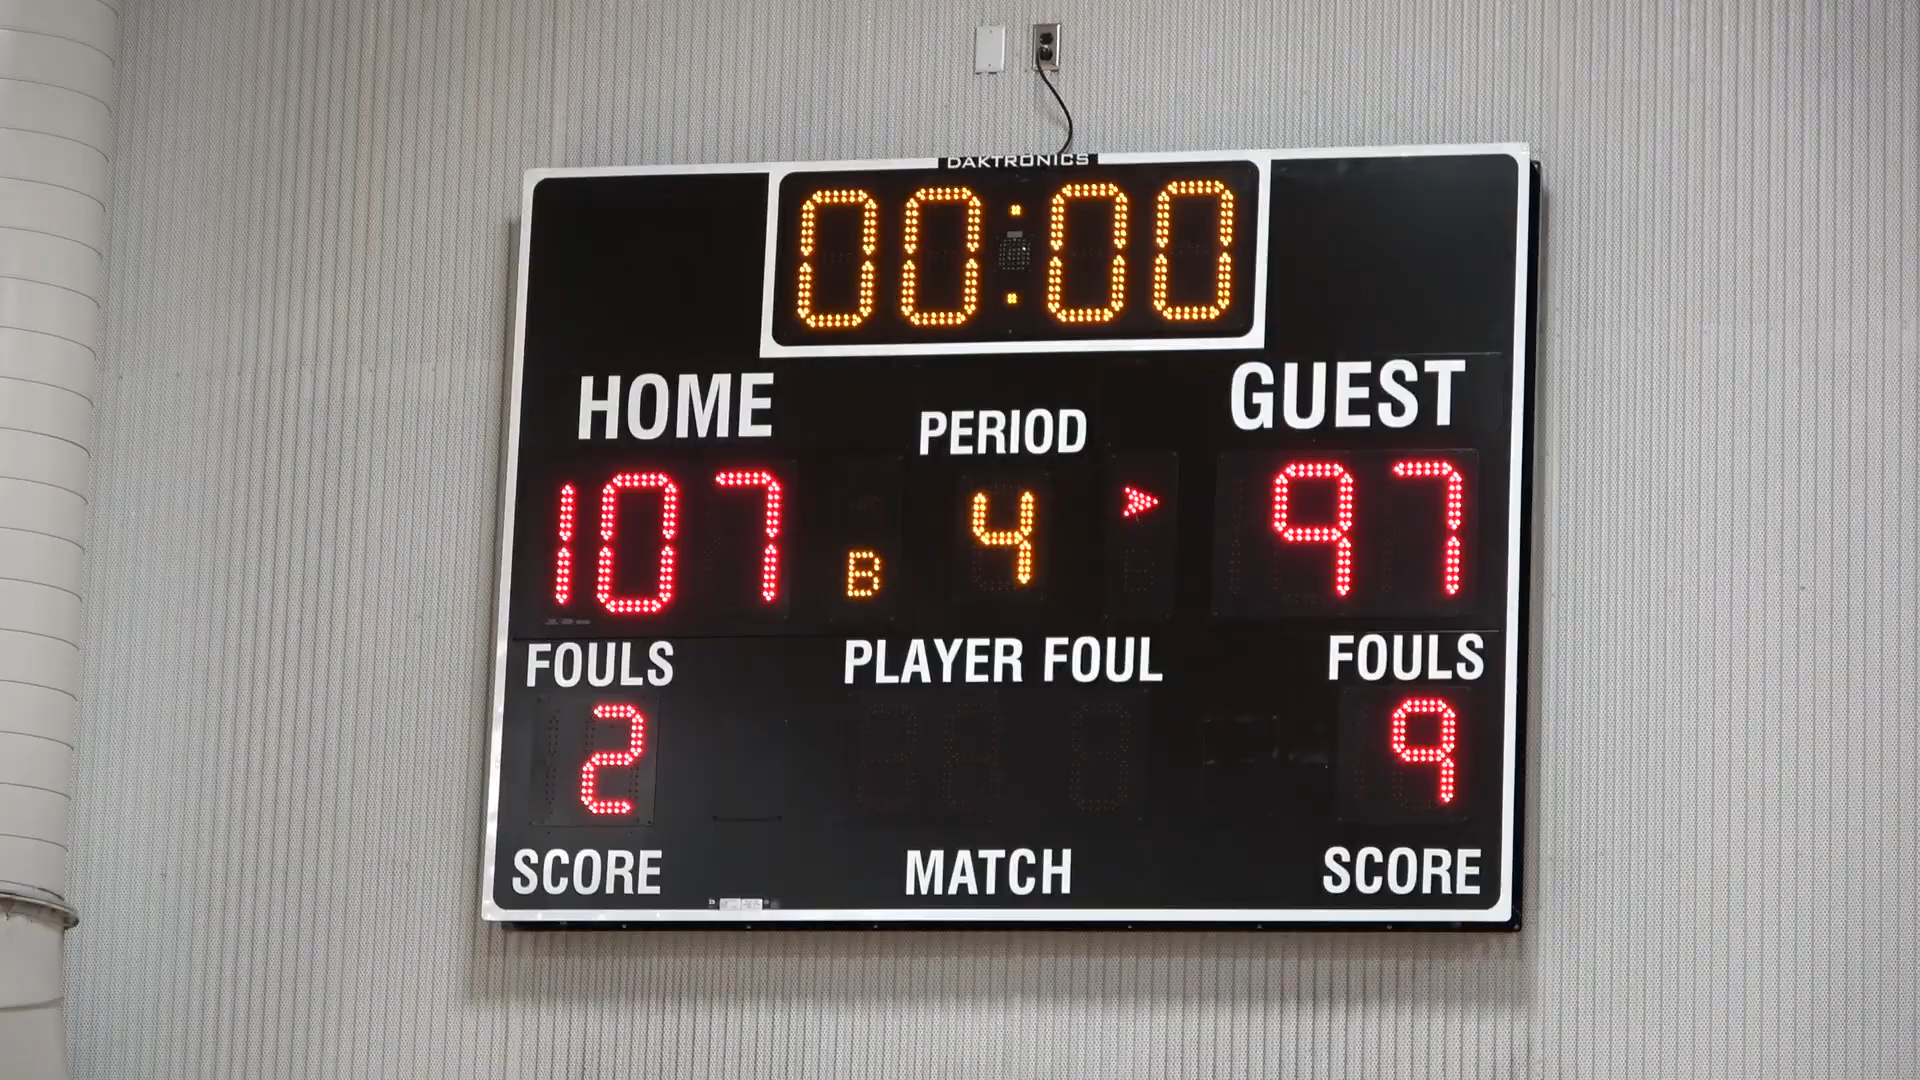 DAKTRONICS
00:00
HOME
PERIOD
GUEST
107
B
4
97
FOULS
PLAYER FOUL
FOULS
2
9
SCORE
MATCH
SCORE